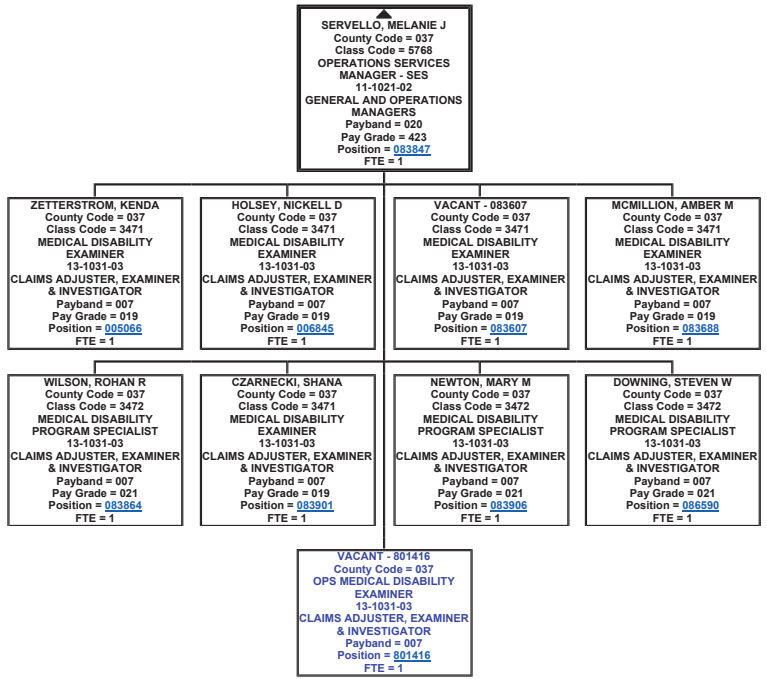 SERVELLO, MELANIE J
County Code = 037
Class Code = 5768
OPERATIONS SERVICES
MANAGER - SES
11-1021-02
GENERAL AND OPERATIONS
MANAGERS
Payband = 020
Pay Grade = 423
Position = 083847
FTE = 1
ZETTERSTROM, KENDA
County Code = 037
Class Code = 3471
MEDICAL DISABILITY
EXAMINER
13-1031-03
CLAIMS ADJUSTER, EXAMINER
& INVESTIGATOR
Payband = 007
Pay Grade = 019
Position = 005066
FTE = 1
HOLSEY, NICKELL D
County Code = 037
Class Code = 3471
MEDICAL DISABILITY
EXAMINER
13-1031-03
CLAIMS ADJUSTER, EXAMINER
& INVESTIGATOR
Payband = 007
Pay Grade = 019
Position = 006845
FTE = 1
VACANT - 083607
County Code = 037
Class Code = 3471
MEDICAL DISABILITY
EXAMINER
13-1031-03
CLAIMS ADJUSTER, EXAMINER
& INVESTIGATOR
Payband = 007
Pay Grade = 019
Position = 083607
FTE = 1
MCMILLION, AMBER M
County Code = 037
Class Code = 3471
MEDICAL DISABILITY
EXAMINER
13-1031-03
CLAIMS ADJUSTER, EXAMINER
& INVESTIGATOR
Payband = 007
Pay Grade = 019
Position = 083688
FTE = 1
WILSON, ROHAN R
County Code = 037
Class Code = 3472
MEDICAL DISABILITY
PROGRAM SPECIALIST
13-1031-03
CLAIMS ADJUSTER, EXAMINER
& INVESTIGATOR
Payband = 007
Pay Grade = 021
Position = 083864
FTE = 1
CZARNECKI, SHANA
County Code = 037
Class Code = 3471
MEDICAL DISABILITY
EXAMINER
13-1031-03
CLAIMS ADJUSTER, EXAMINER
& INVESTIGATOR
Payband = 007
Pay Grade = 019
Position = 083901
FTE = 1
NEWTON, MARY M
County Code = 037
Class Code = 3472
MEDICAL DISABILITY
PROGRAM SPECIALIST
13-1031-03
CLAIMS ADJUSTER, EXAMINER
& INVESTIGATOR
Payband = 007
Pay Grade = 021
Position = 083906
FTE = 1
DOWNING, STEVEN W
County Code = 037
Class Code = 3472
MEDICAL DISABILITY
PROGRAM SPECIALIST
13-1031-03
CLAIMS ADJUSTER, EXAMINER
& INVESTIGATOR
Payband = 007
Pay Grade = 021
Position = 086590
FTE = 1
VACANT - 801416
County Code = 037
OPS MEDICAL DISABILITY
EXAMINER
13-1031-03
CLAIMS ADJUSTER, EXAMINER
& INVESTIGATOR
Payband = 007
Position = 801416
FTE = 1